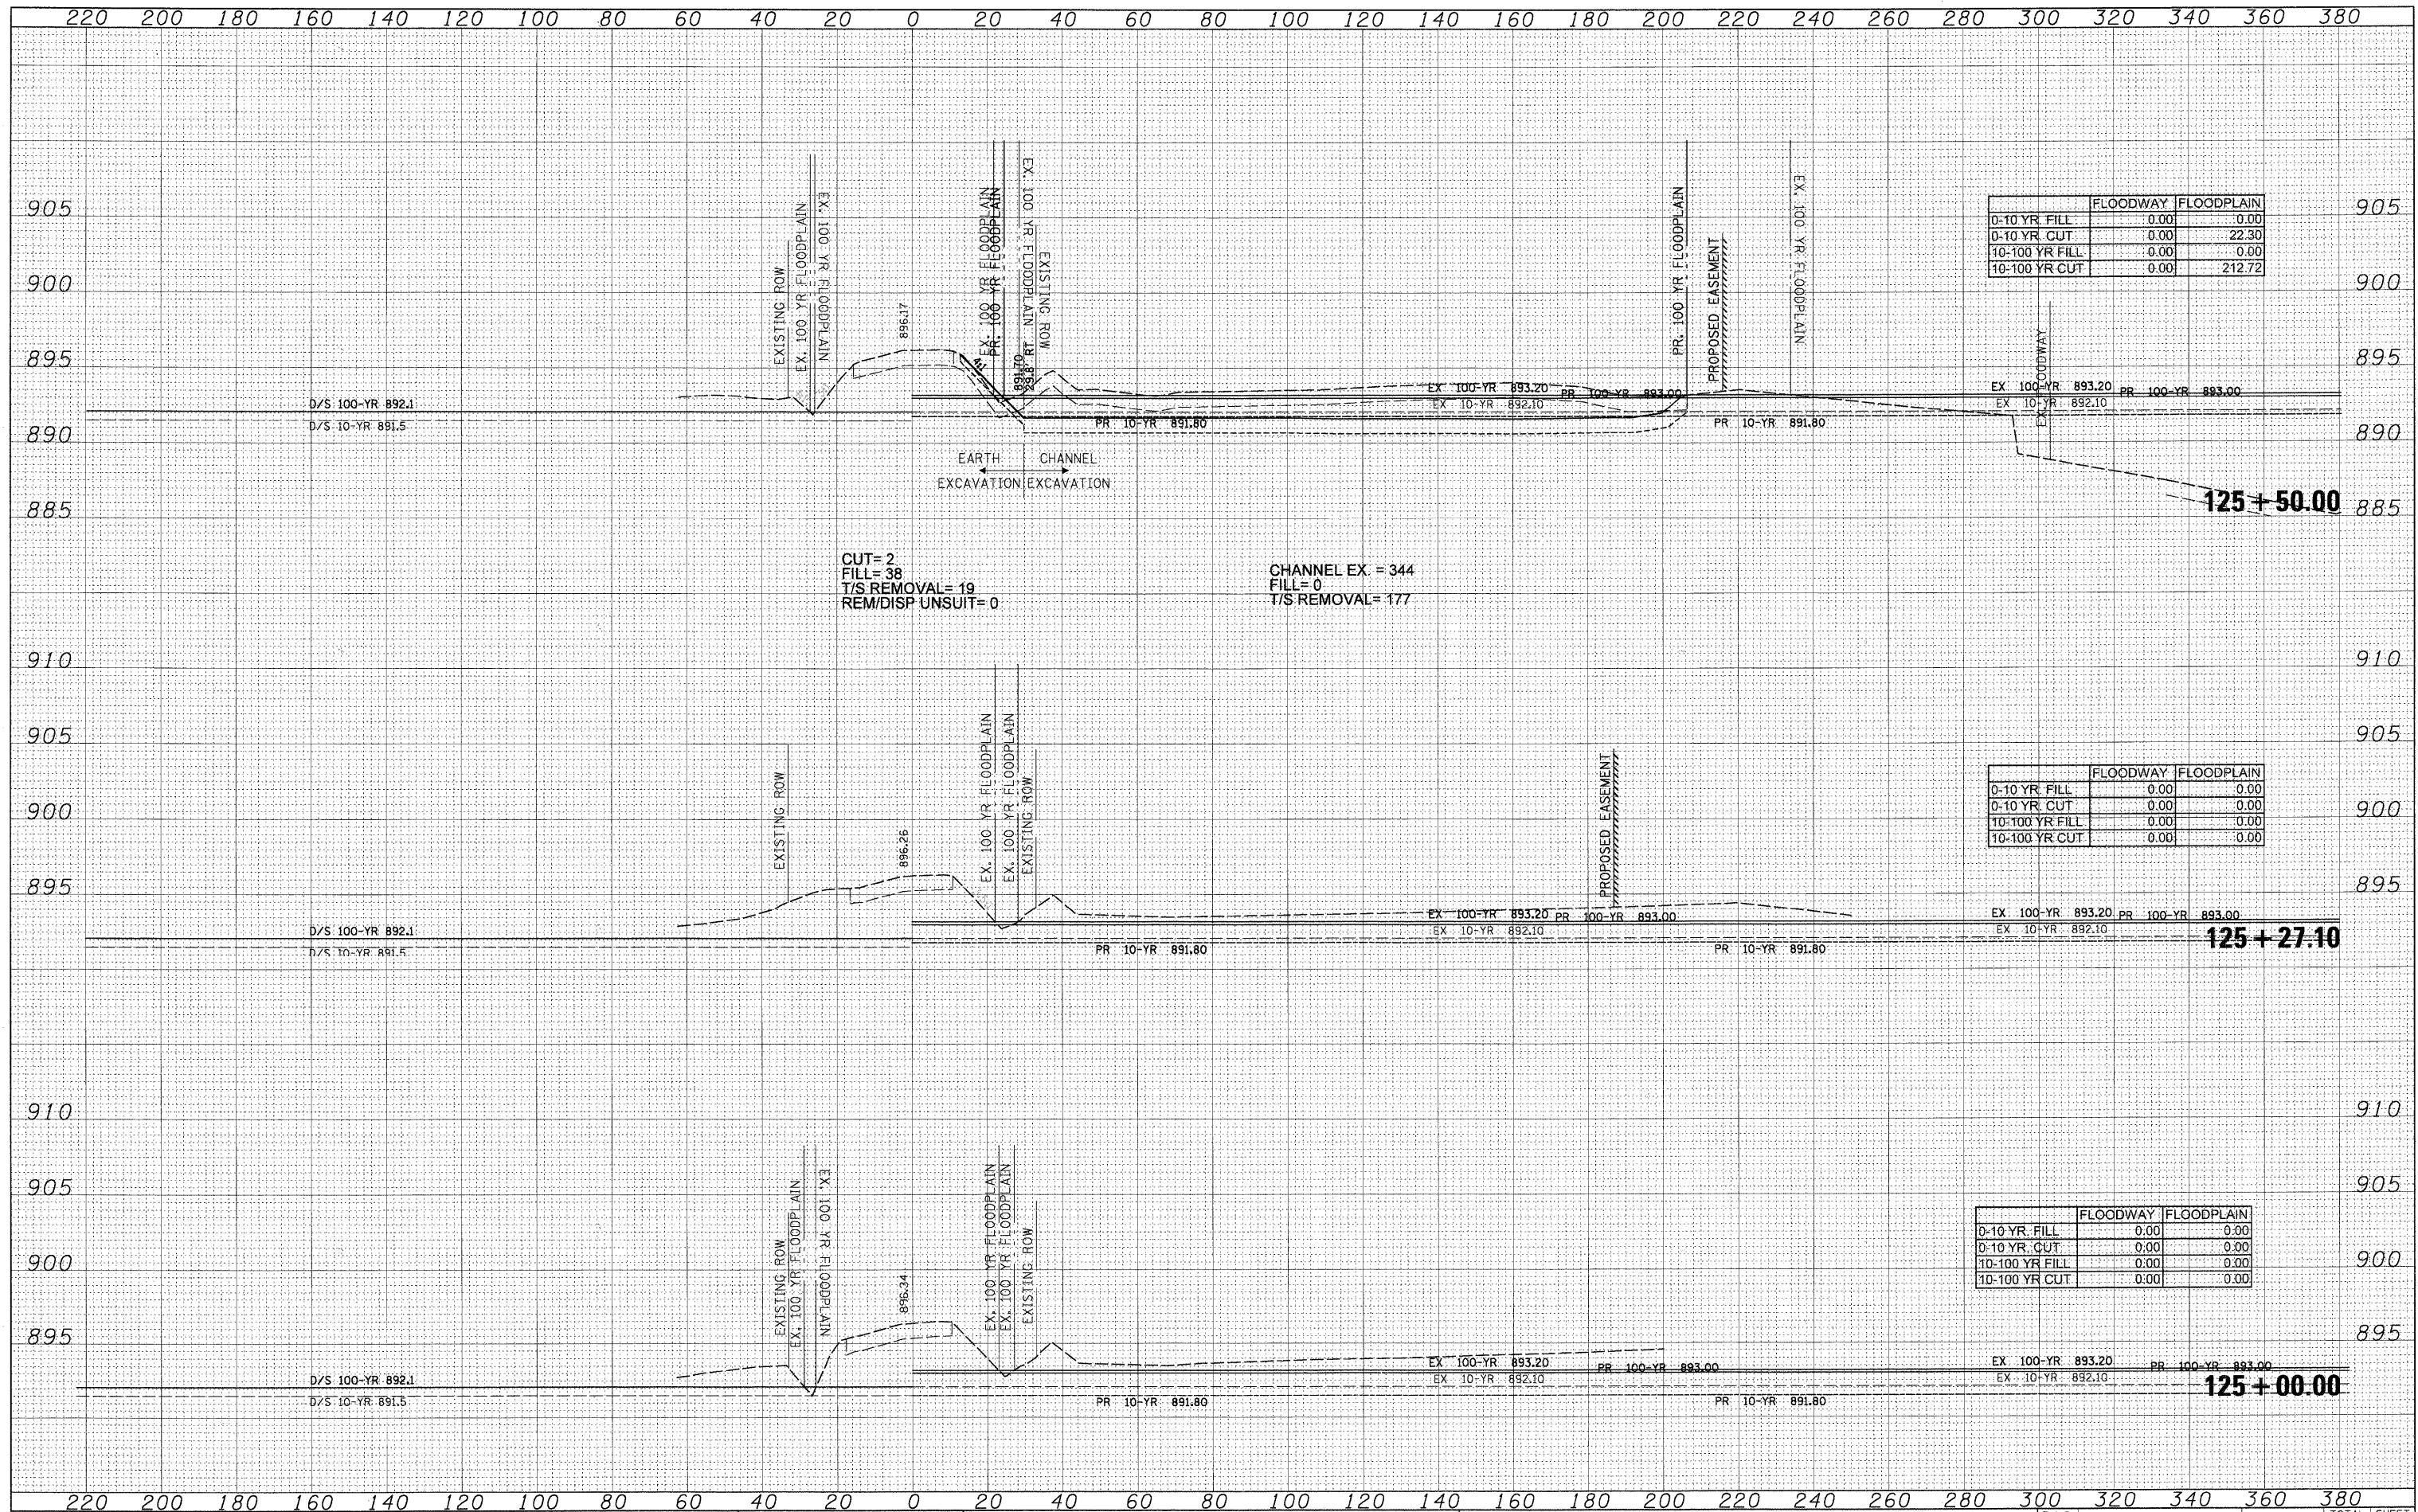 220 200 180 160 140 120 100 80 60 40 20 0 20 40 60 80 100 120 140 160 180 200 220 240 260 280 300 320 340 360 380
905 905
900 900
895 895
890 890
885 885
EXISTING ROW
EX. 100 YR FLOODPLAIN
EX. 100 YR FLOODPLAIN
896.17
EX. 100 YR FLOODPLAIN
PR. 100 YR FLOODPLAIN
4:1
891.70
29.8' RT
EX. 100 YR FLOODPLAIN
EXISTING ROW
PR. 100 YR FLOODPLAIN
PROPOSED EASEMENT
EX. 100 YR FLOODPLAIN
EX. FLOODWAY
FLOODWAY FLOODPLAIN
0-10 YR. FILL 0.00 0.00
0-10 YR. CUT 0.00 22.30
10-100 YR FILL 0.00 0.00
10-100 YR CUT 0.00 212.72
D/S 100-YR 892.1
D/S 10-YR 891.5
EX 100-YR 893.20 PR 100-YR 893.00
EX 10-YR 892.10
PR 10-YR 891.80
EX 100-YR 893.20 PR 100-YR 893.00
EX 10-YR 892.10
PR 10-YR 891.80
EARTH CHANNEL
EXCAVATION EXCAVATION
125+50.00
CUT= 2
FILL= 38
T/S REMOVAL= 19
REM/DISP UNSUIT= 0
CHANNEL EX. = 344
FILL= 0
T/S REMOVAL= 177
910 910
905 905
900 900
895 895
EXISTING ROW
896.26
EX. 100 YR FLOODPLAIN
EX. 100 YR FLOODPLAIN
EXISTING ROW
PROPOSED EASEMENT
FLOODWAY FLOODPLAIN
0-10 YR. FILL 0.00 0.00
0-10 YR. CUT 0.00 0.00
10-100 YR FILL 0.00 0.00
10-100 YR CUT 0.00 0.00
D/S 100-YR 892.1
D/S 10-YR 891.5
EX 100-YR 893.20 PR 100-YR 893.00
EX 10-YR 892.10
PR 10-YR 891.80
EX 100-YR 893.20 PR 100-YR 893.00
EX 10-YR 892.10
PR 10-YR 891.80
125+27.10
910 910
905 905
900 900
895 895
EXISTING ROW
EX. 100 YR FLOODPLAIN
EX. 100 YR FLOODPLAIN
896.34
EX. 100 YR FLOODPLAIN
EX. 100 YR FLOODPLAIN
EXISTING ROW
FLOODWAY FLOODPLAIN
0-10 YR. FILL 0.00 0.00
0-10 YR. CUT 0.00 0.00
10-100 YR FILL 0.00 0.00
10-100 YR CUT 0.00 0.00
D/S 100-YR 892.1
D/S 10-YR 891.5
EX 100-YR 893.20 PR 100-YR 893.00
EX 10-YR 892.10
PR 10-YR 891.80
EX 100-YR 893.20 PR 100-YR 893.00
EX 10-YR 892.10
PR 10-YR 891.80
125+00.00
220 200 180 160 140 120 100 80 60 40 20 0 20 40 60 80 100 120 140 160 180 200 220 240 260 280 300 320 340 360 380
TOTAL SHEET